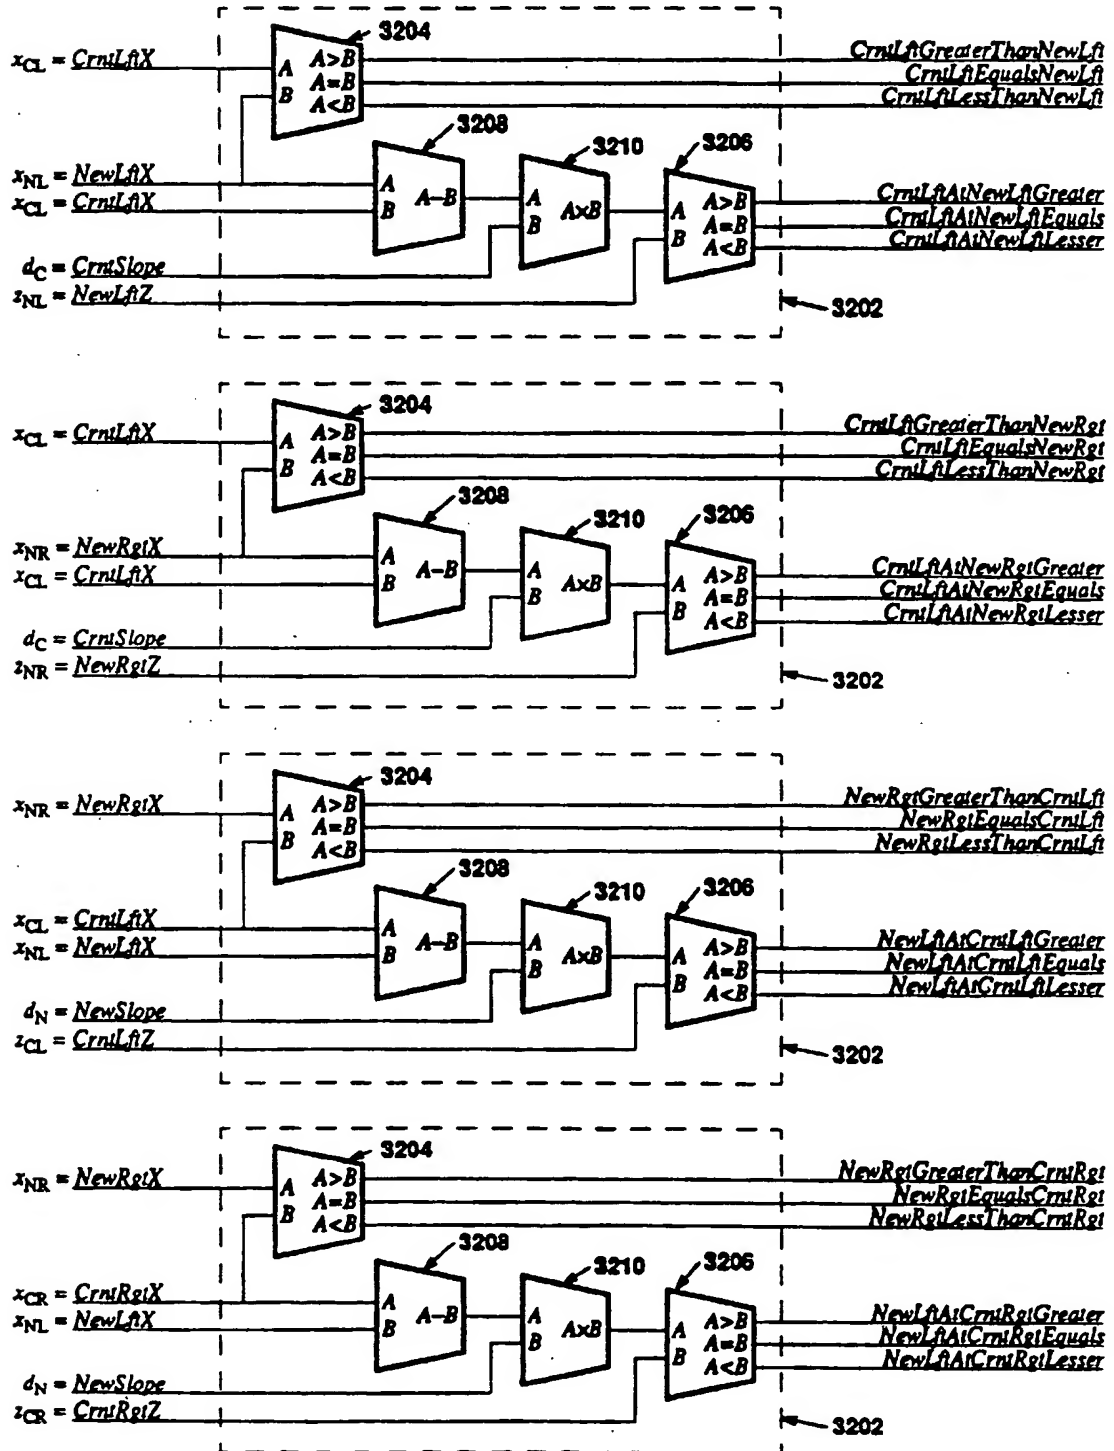 3204
x_CL = CrntLftX
A A>B
B A=B
A<B
CrntLftGreaterThanNewLft
CrntLftEqualsNewLft
CrntLftLessThanNewLft
3208
3210
3206
x_NL = NewLftX
x_CL = CrntLftX
A A–B
B
A A×B
B
A A>B
B A=B
A<B
CrntLftAtNewLftGreater
CrntLftAtNewLftEquals
CrntLftAtNewLftLesser
d_C = CrntSlope
z_NL = NewLftZ
3202
3204
x_CL = CrntLftX
A A>B
B A=B
A<B
CrntLftGreaterThanNewRgt
CrntLftEqualsNewRgt
CrntLftLessThanNewRgt
3208
3210
3206
x_NR = NewRgtX
x_CL = CrntLftX
A A–B
B
A A×B
B
A A>B
B A=B
A<B
CrntLftAtNewRgtGreater
CrntLftAtNewRgtEquals
CrntLftAtNewRgtLesser
d_C = CrntSlope
z_NR = NewRgtZ
3202
3204
x_NR = NewRgtX
A A>B
B A=B
A<B
NewRgtGreaterThanCrntLft
NewRgtEqualsCrntLft
NewRgtLessThanCrntLft
3208
3210
3206
x_CL = CrntLftX
x_NL = NewLftX
A A–B
B
A A×B
B
A A>B
B A=B
A<B
NewLftAtCrntLftGreater
NewLftAtCrntLftEquals
NewLftAtCrntLftLesser
d_N = NewSlope
z_CL = CrntLftZ
3202
3204
x_NR = NewRgtX
A A>B
B A=B
A<B
NewRgtGreaterThanCrntRgt
NewRgtEqualsCrntRgt
NewRgtLessThanCrntRgt
3208
3210
3206
x_CR = CrntRgtX
x_NL = NewLftX
A A–B
B
A A×B
B
A A>B
B A=B
A<B
NewLftAtCrntRgtGreater
NewLftAtCrntRgtEquals
NewLftAtCrntRgtLesser
d_N = NewSlope
z_CR = CrntRgtZ
3202